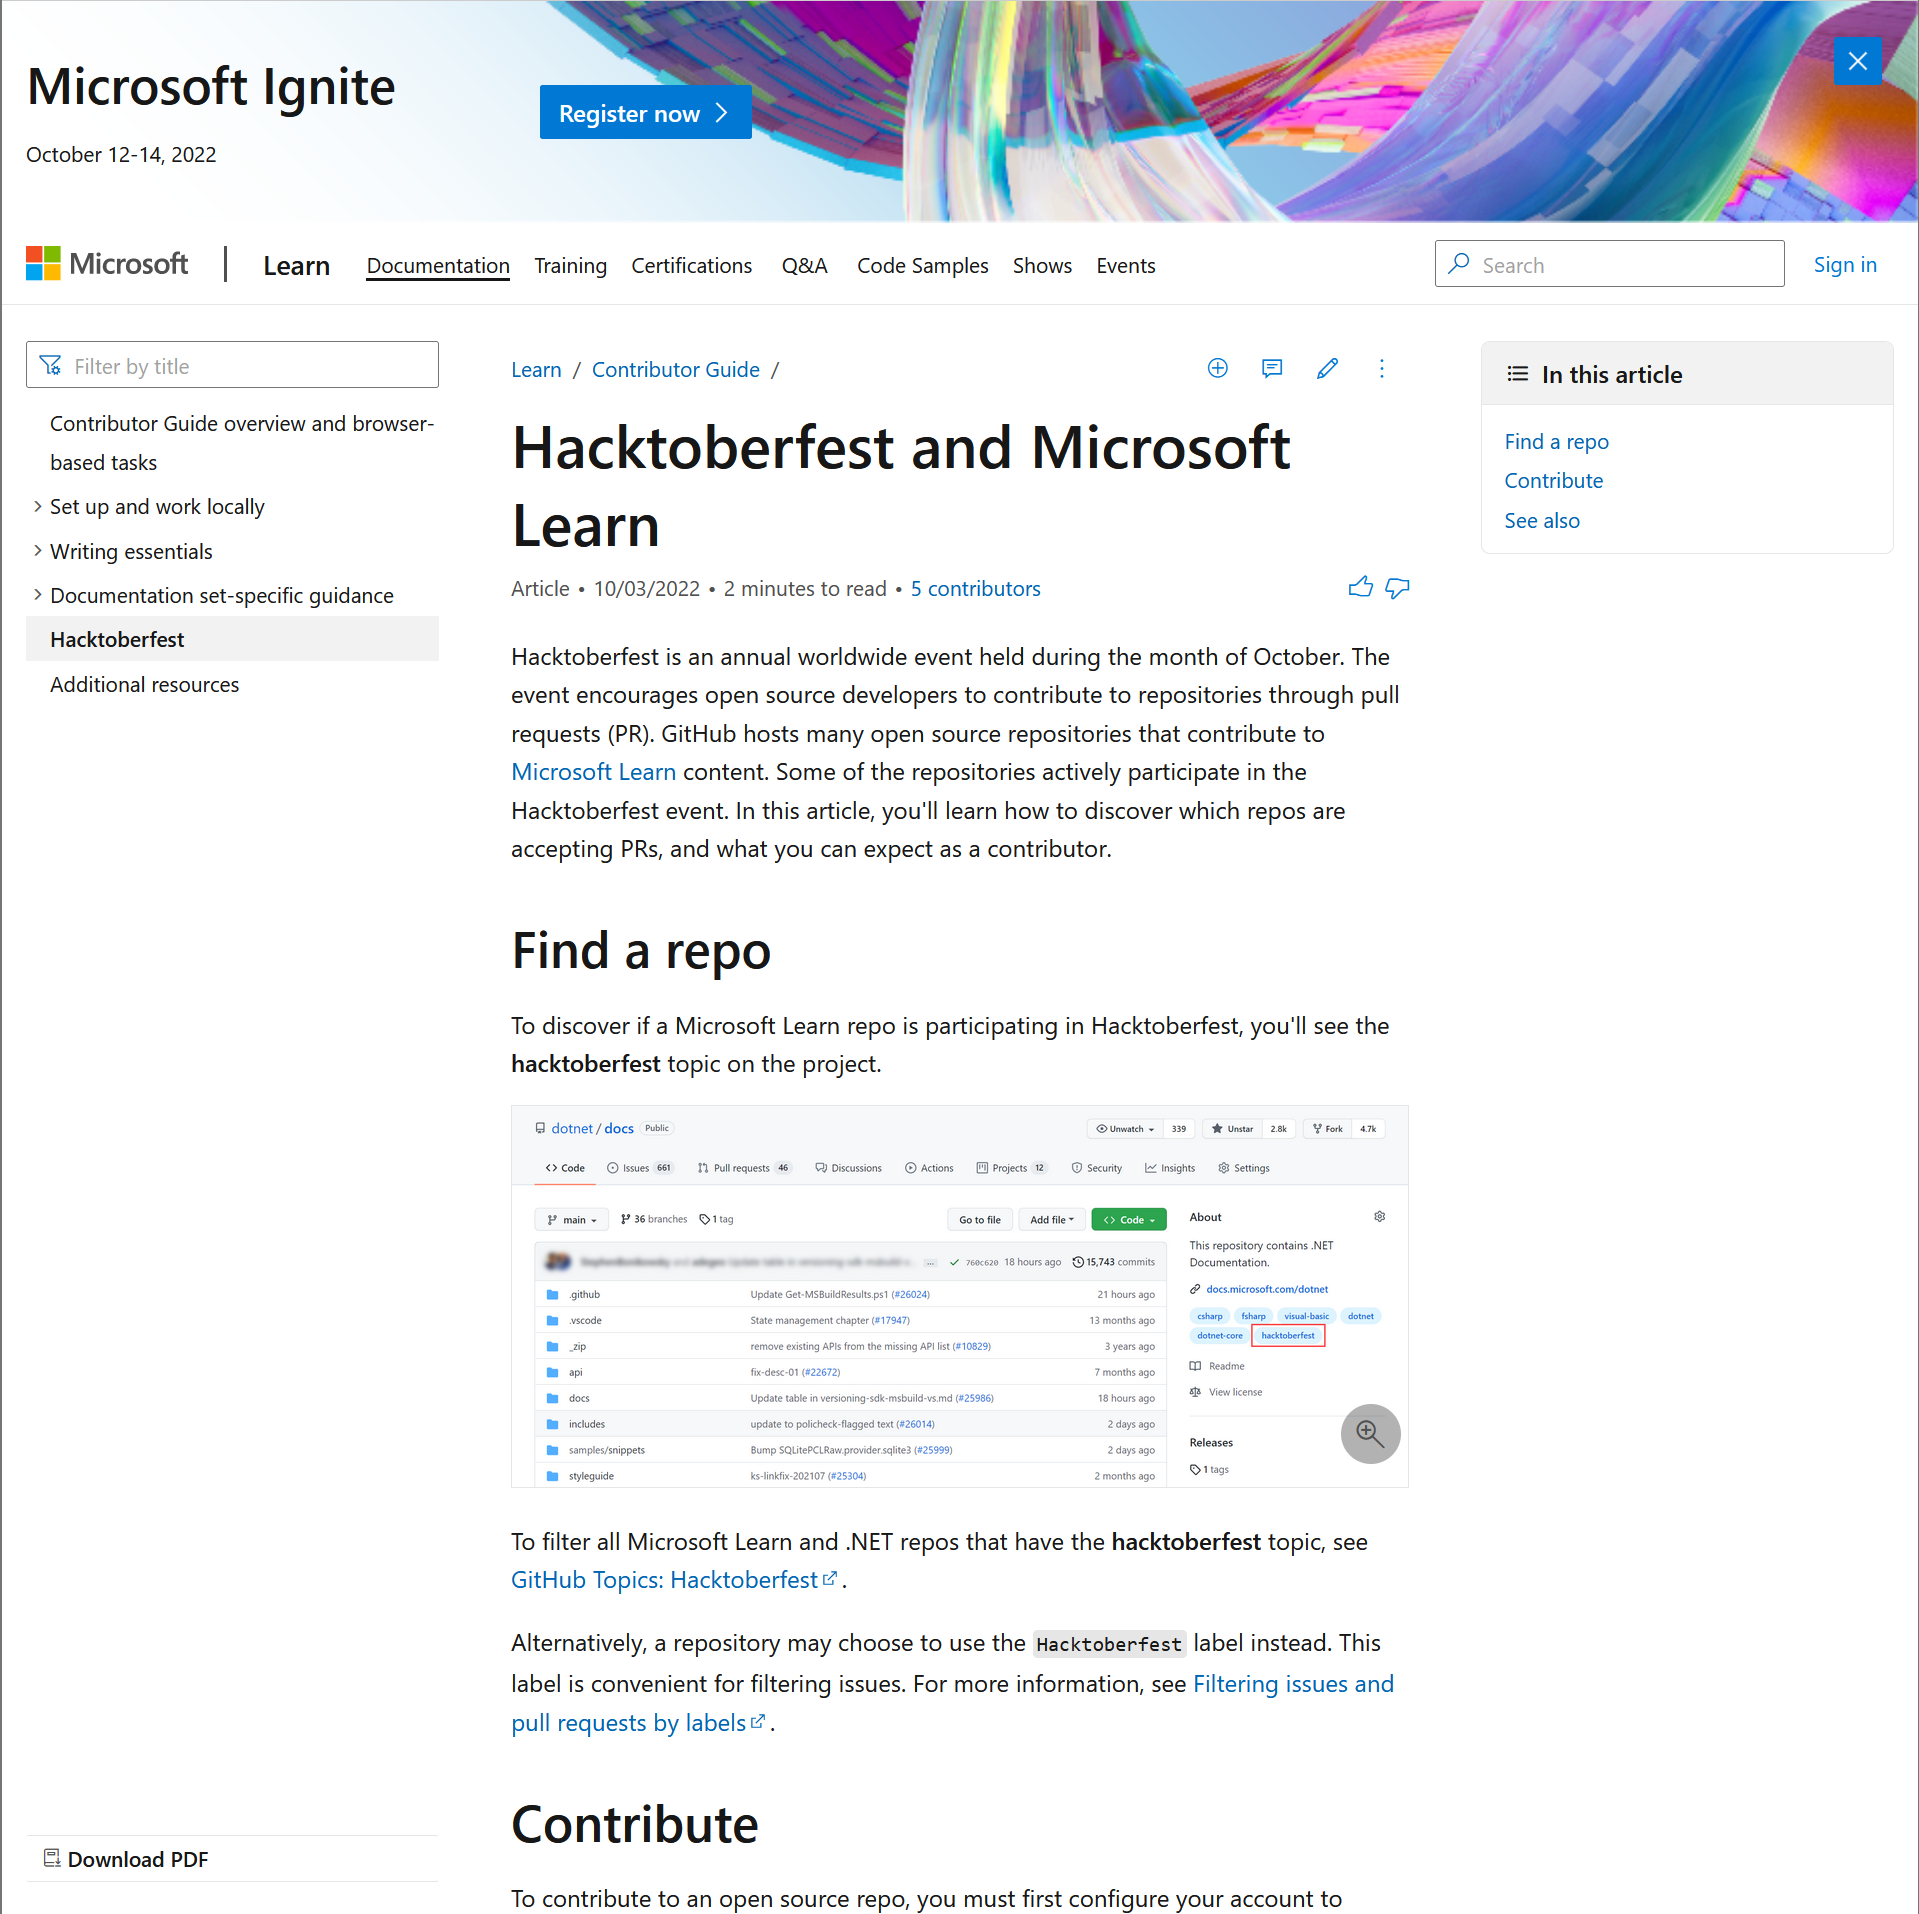 Microsoft Ignite
October 12-14, 2022
Register now
Microsoft
Learn
Documentation
Training
Certifications
Q&A
Code Samples
Shows
Events
Search
Sign in
Filter by title
Contributor Guide overview and browser-
based tasks
Set up and work locally
Writing essentials
Documentation set-specific guidance
Hacktoberfest
Additional resources
Download PDF
Learn / Contributor Guide /
Hacktoberfest and Microsoft
Learn
Article • 10/03/2022 • 2 minutes to read • 5 contributors
Hacktoberfest is an annual worldwide event held during the month of October. The
event encourages open source developers to contribute to repositories through pull
requests (PR). GitHub hosts many open source repositories that contribute to
Microsoft Learn content. Some of the repositories actively participate in the
Hacktoberfest event. In this article, you'll learn how to discover which repos are
accepting PRs, and what you can expect as a contributor.
Find a repo
To discover if a Microsoft Learn repo is participating in Hacktoberfest, you'll see the
hacktoberfest topic on the project.
dotnet / docs Public
Unwatch 339 Unstar 2.8k Fork 4.7k
<> Code Issues 661 Pull requests 46 Discussions Actions Projects 12 Security Insights Settings
main 36 branches 1 tag Go to file Add file <> Code
... 760c620 18 hours ago 15,743 commits
.github Update Get-MSBuildResults.ps1 (#26024) 21 hours ago
.vscode State management chapter (#17947) 13 months ago
_zip remove existing APIs from the missing API list (#10829) 3 years ago
api fix-desc-01 (#22672) 7 months ago
docs Update table in versioning-sdk-msbuild-vs.md (#25986) 18 hours ago
includes update to policheck-flagged text (#26014) 2 days ago
samples/snippets Bump SQLitePCLRaw.provider.sqlite3 (#25999) 2 days ago
styleguide ks-linkfix-202107 (#25304) 2 months ago
About
This repository contains .NET
Documentation.
docs.microsoft.com/dotnet
csharp fsharp visual-basic dotnet
dotnet-core hacktoberfest
Readme
View license
Releases
1 tags
To filter all Microsoft Learn and .NET repos that have the hacktoberfest topic, see
GitHub Topics: Hacktoberfest .
Alternatively, a repository may choose to use the Hacktoberfest label instead. This
label is convenient for filtering issues. For more information, see Filtering issues and
pull requests by labels .
Contribute
To contribute to an open source repo, you must first configure your account to
In this article
Find a repo
Contribute
See also